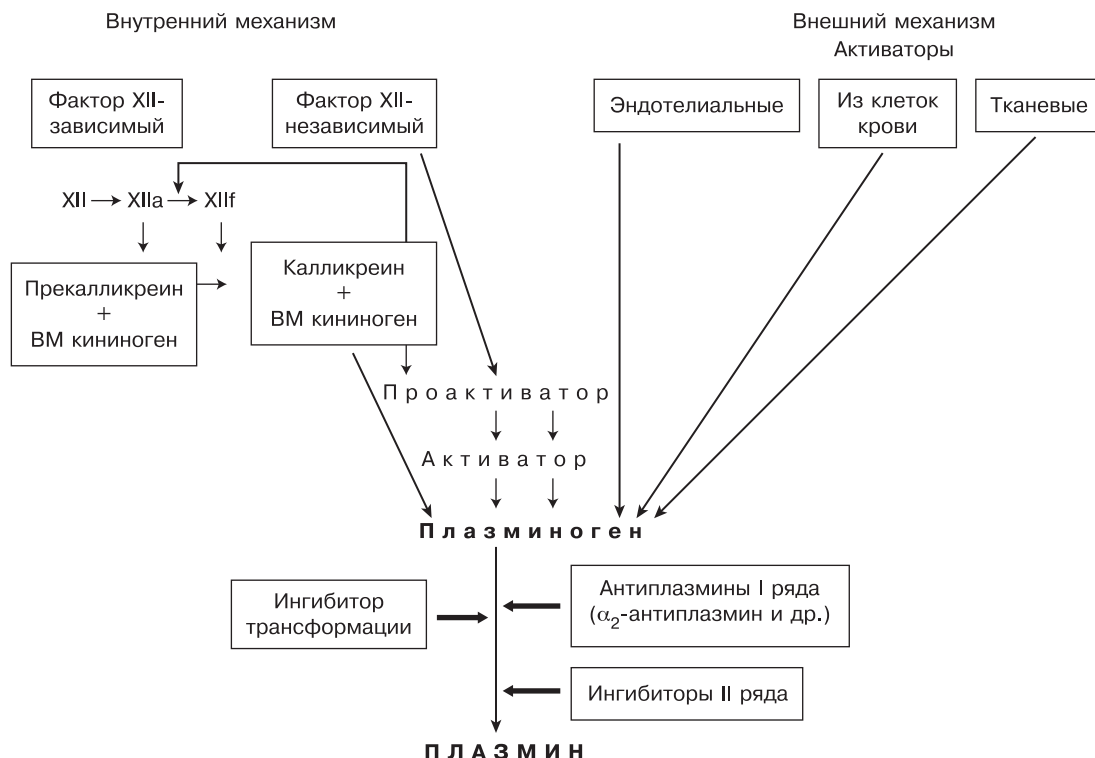 Внутренний механизм
Внешний механизм
Активаторы
Фактор XII-
зависимый
Фактор XII-
независимый
Эндотелиальные
Из клеток
крови
Тканевые
XII
XIIa
XIIf
Прекалликреин
+
ВМ кининоген
Калликреин
+
ВМ кининоген
Проактиватор
Активатор
Плазминоген
Ингибитор
трансформации
Антиплазмины I ряда
(α₂-антиплазмин и др.)
Ингибиторы II ряда
ПЛАЗМИН